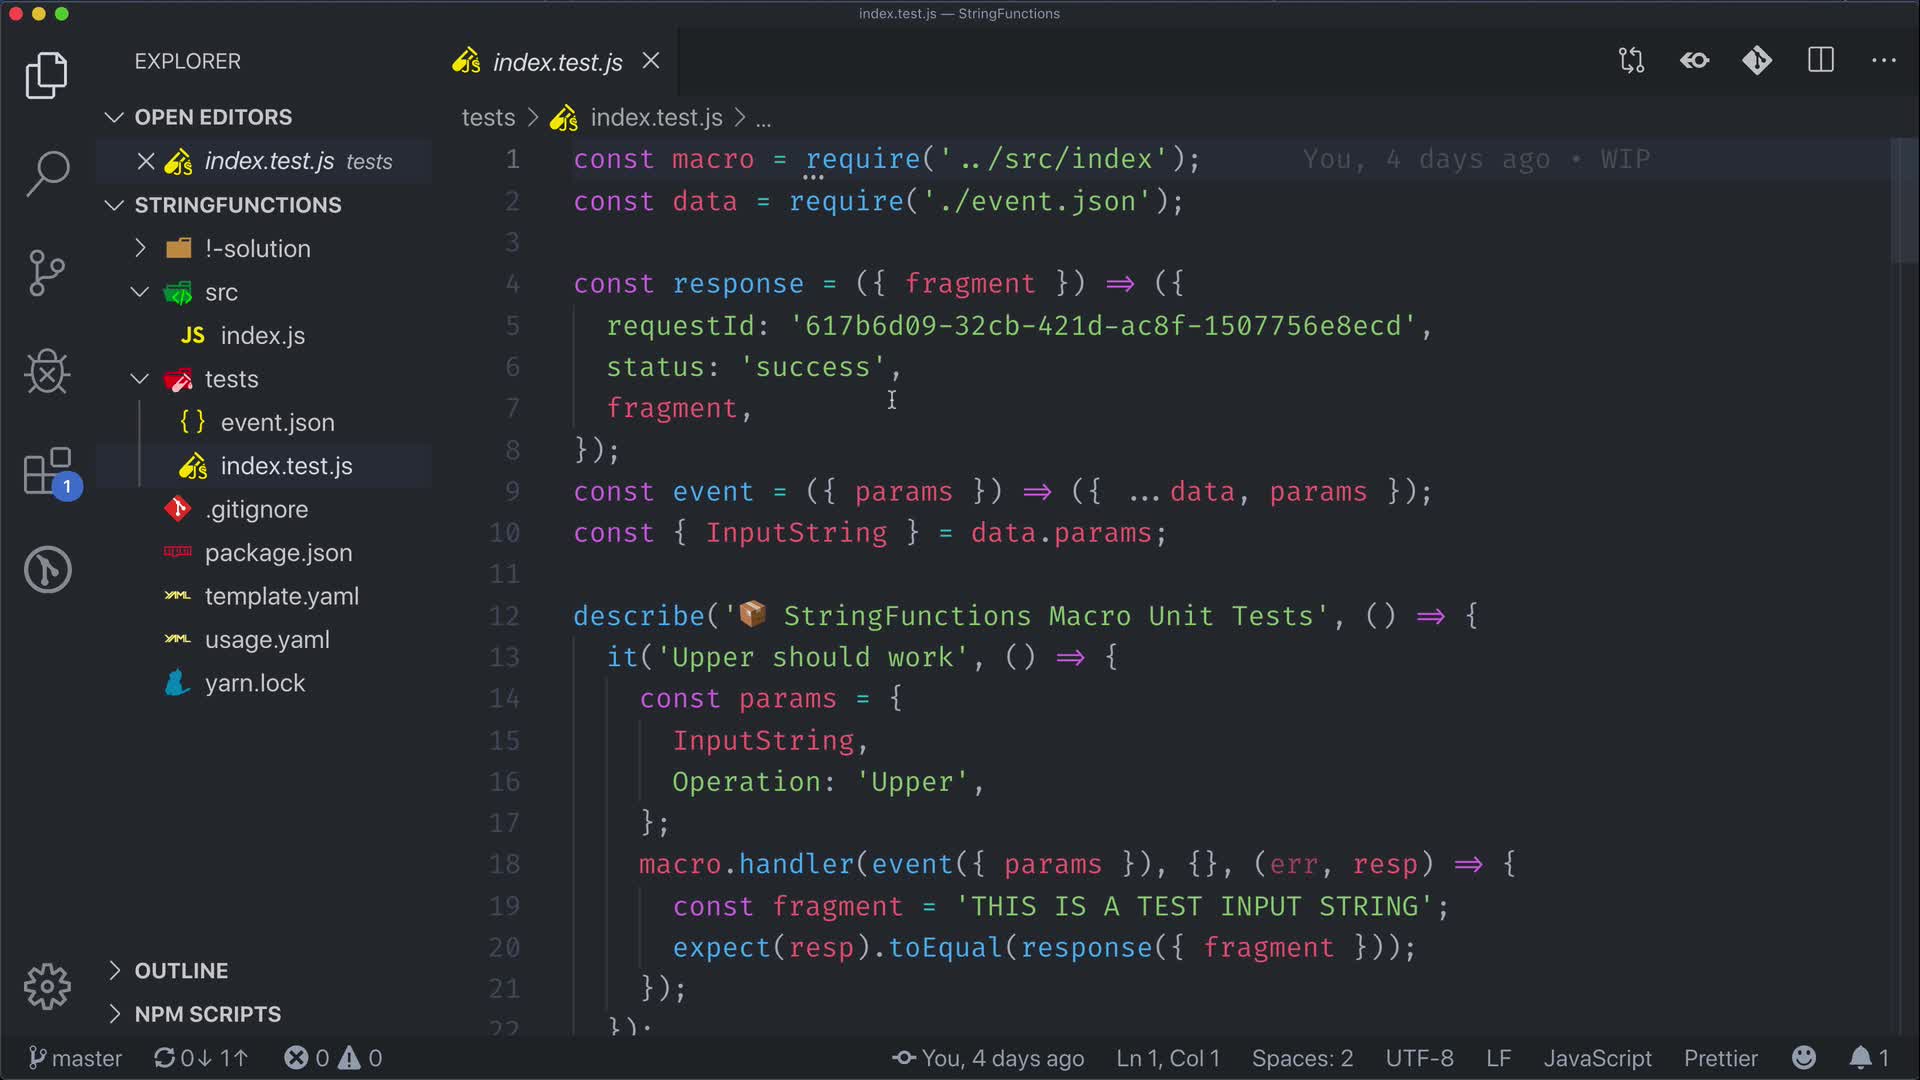 index.test.js — StringFunctions
EXPLORER
OPEN EDITORS
index.test.js tests
STRINGFUNCTIONS
!-solution
src
JS index.js
tests
{ } event.json
index.test.js
.gitignore
package.json
template.yaml
usage.yaml
yarn.lock
OUTLINE
NPM SCRIPTS
1
index.test.js
tests > index.test.js > ...
1 const macro = require('../src/index'); You, 4 days ago • WIP
2 const data = require('./event.json');
3
4 const response = ({ fragment }) => ({
5 requestId: '617b6d09-32cb-421d-ac8f-1507756e8ecd',
6 status: 'success',
7 fragment,
8 });
9 const event = ({ params }) => ({ ...data, params });
10 const { InputString } = data.params;
11
12 describe('📦 StringFunctions Macro Unit Tests', () => {
13 it('Upper should work', () => {
14 const params = {
15 InputString,
16 Operation: 'Upper',
17 };
18 macro.handler(event({ params }), {}, (err, resp) => {
19 const fragment = 'THIS IS A TEST INPUT STRING';
20 expect(resp).toEqual(response({ fragment }));
21 });
22 });
master 0↓ 1↑ 0 0 You, 4 days ago Ln 1, Col 1 Spaces: 2 UTF-8 LF JavaScript Prettier 1